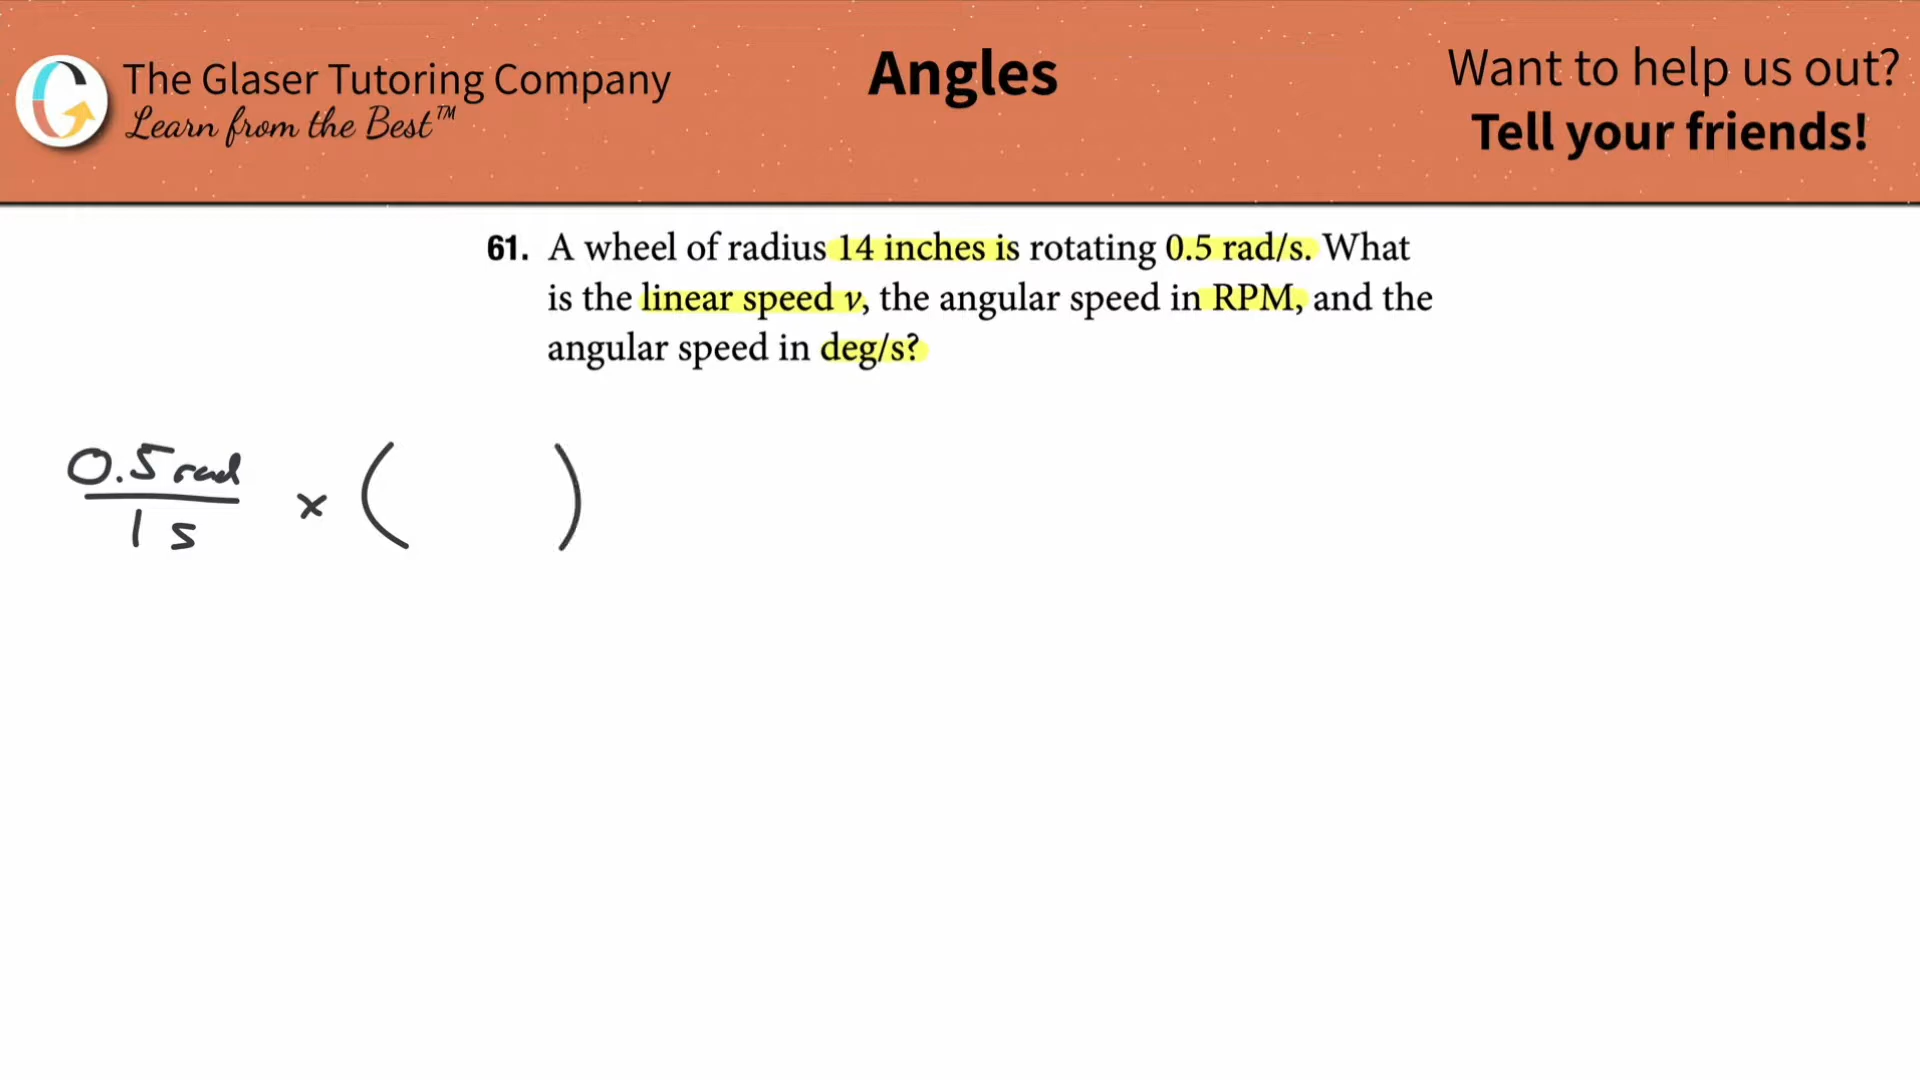 The Glaser Tutoring Company
Learn from the Best™
Angles
Want to help us out?
Tell your friends!
61. A wheel of radius 14 inches is rotating 0.5 rad/s. What
is the linear speed v, the angular speed in RPM, and the
angular speed in deg/s?
0.5 rad
1 s
× ( )